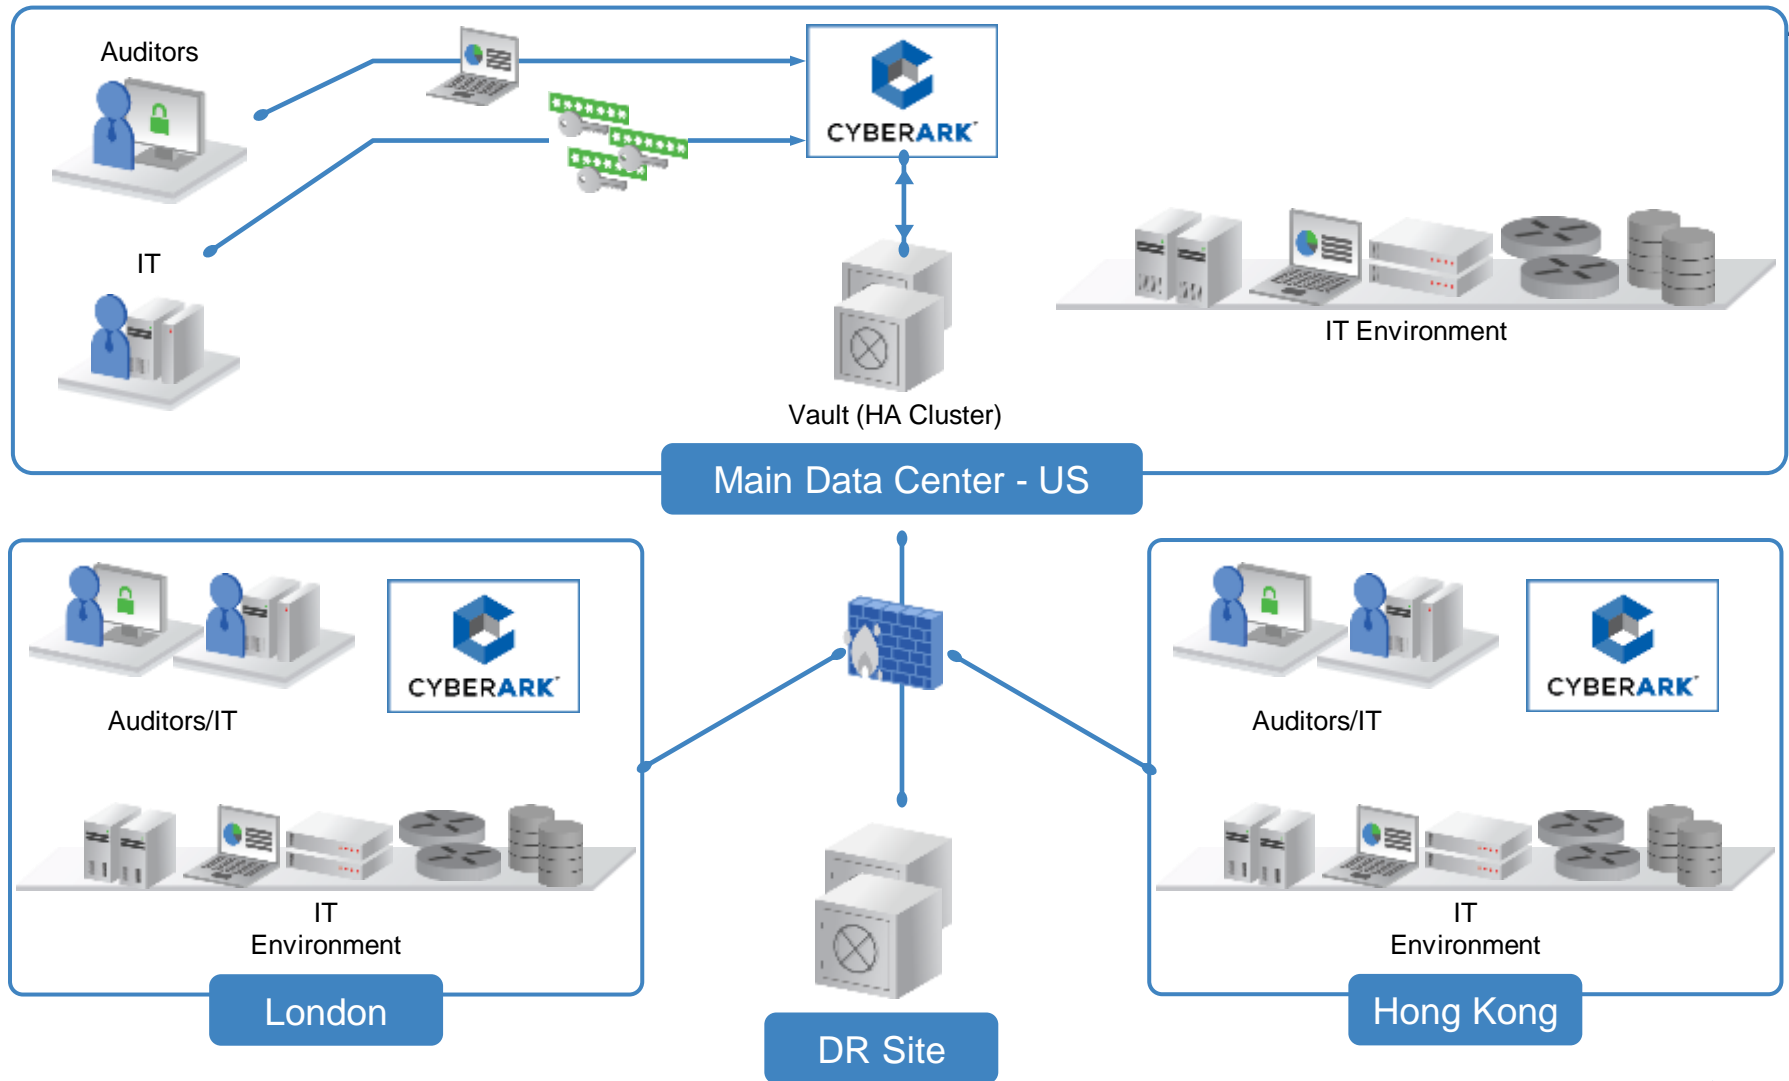 Auditors
CYBERARK
IT
IT Environment
Vault (HA Cluster)
Main Data Center - US
CYBERARK
Auditors/IT
IT
Environment
London
DR Site
CYBERARK
Auditors/IT
IT
Environment
Hong Kong